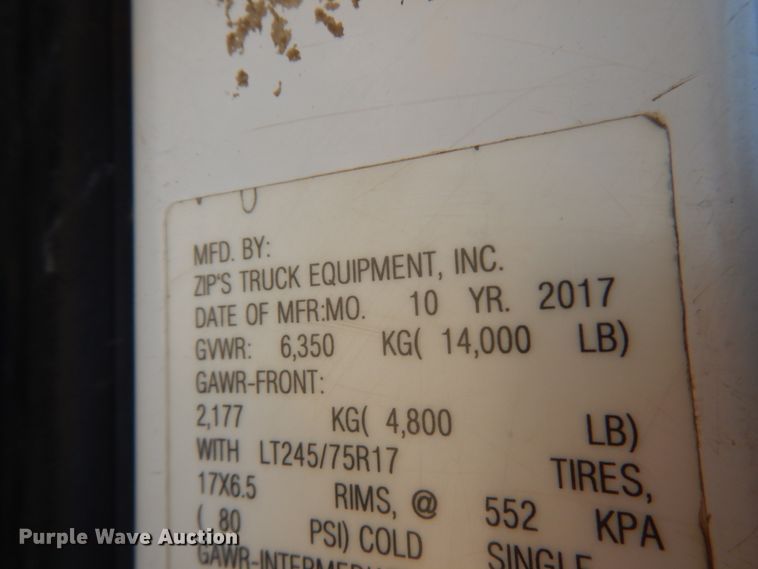 MFD. BY:
ZIP'S TRUCK EQUIPMENT, INC.
DATE OF MFR:MO. 10 YR. 2017
GVWR: 6,350 KG( 14,000 LB)
GAWR-FRONT:
2,177 KG( 4,800 LB)
WITH LT245/75R17 TIRES,
17X6.5 RIMS, @ 552 KPA
( 80 PSI) COLD SINGLE
Purple Wave Auction